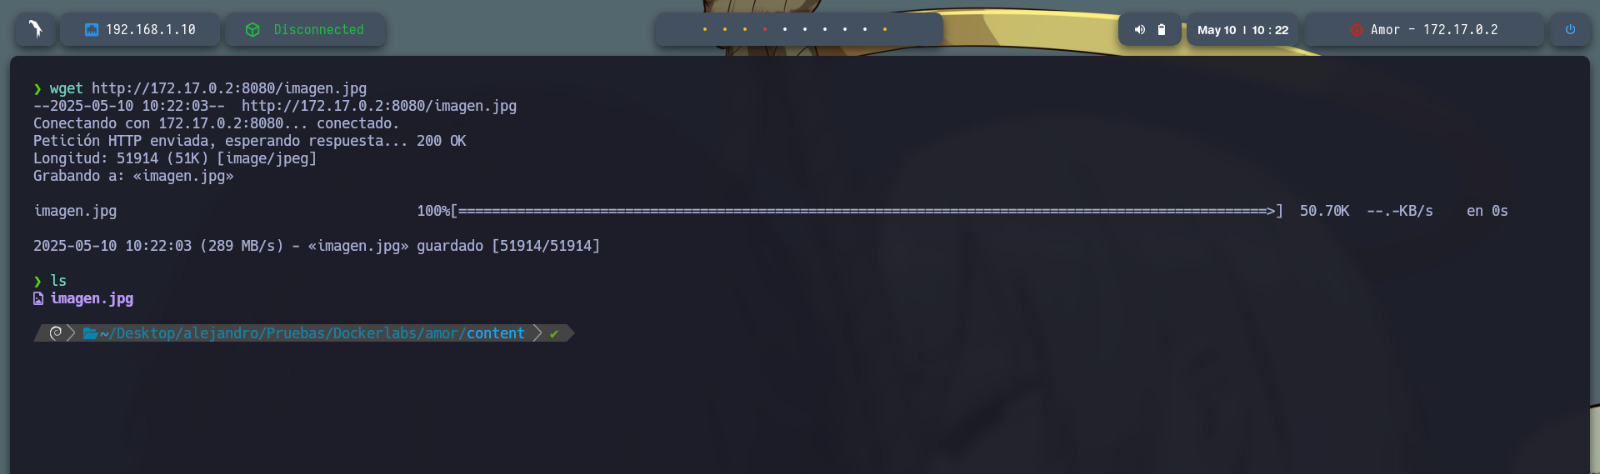 192.168.1.10 Disconnected May 10 | 10 : 22 Amor - 172.17.0.2
❯ wget http://172.17.0.2:8080/imagen.jpg
--2025-05-10 10:22:03-- http://172.17.0.2:8080/imagen.jpg
Conectando con 172.17.0.2:8080... conectado.
Petición HTTP enviada, esperando respuesta... 200 OK
Longitud: 51914 (51K) [image/jpeg]
Grabando a: «imagen.jpg»
imagen.jpg 100%[=================================================================================================>] 50.70K --.-KB/s en 0s
2025-05-10 10:22:03 (289 MB/s) - «imagen.jpg» guardado [51914/51914]
❯ ls
imagen.jpg
~/Desktop/alejandro/Pruebas/Dockerlabs/amor/content ✔